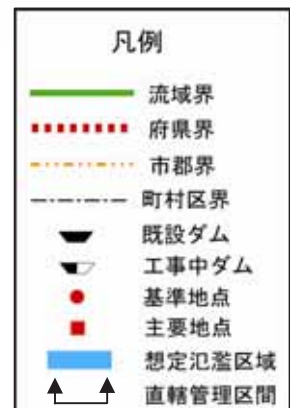 凡例
流域界
府県界
市郡界
町村区界
既設ダム
工事中ダム
基準地点
主要地点
想定氾濫区域
直轄管理区間